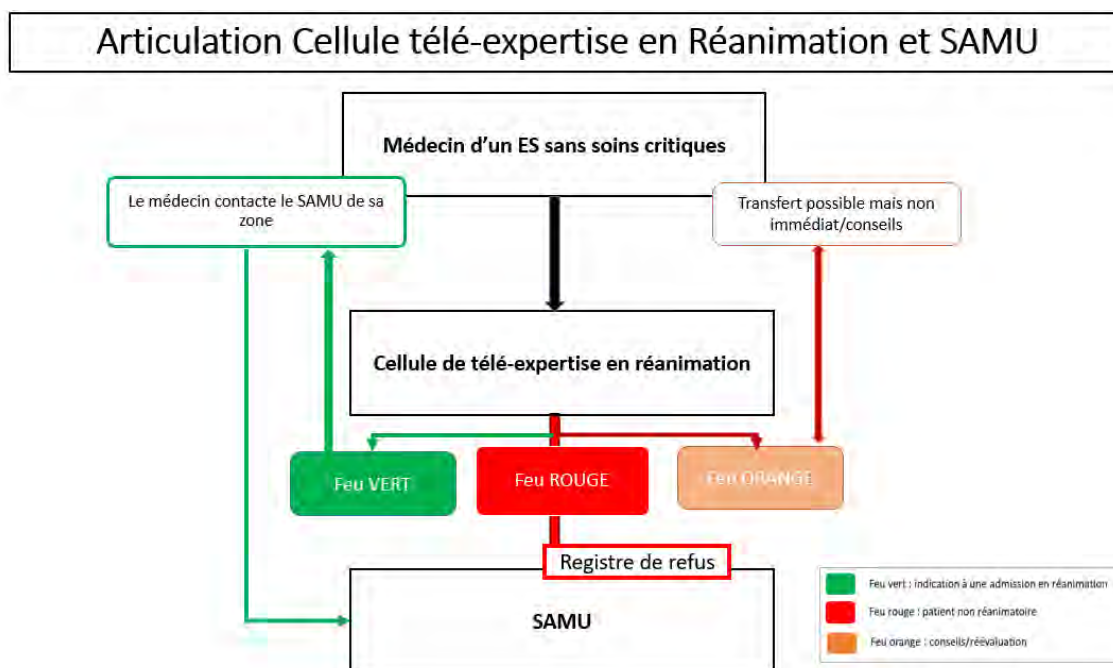 Articulation Cellule télé-expertise en Réanimation et SAMU
Médecin d'un ES sans soins critiques
Le médecin contacte le SAMU de sa
zone
Transfert possible mais non
immédiat/conseils
Cellule de télé-expertise en réanimation
Feu VERT
Feu ROUGE
Feu ORANGE
Registre de refus
SAMU
Feu vert : indication à une admission en réanimation
Feu rouge : patient non réanimatoire
Feu orange : conseils/réévaluation